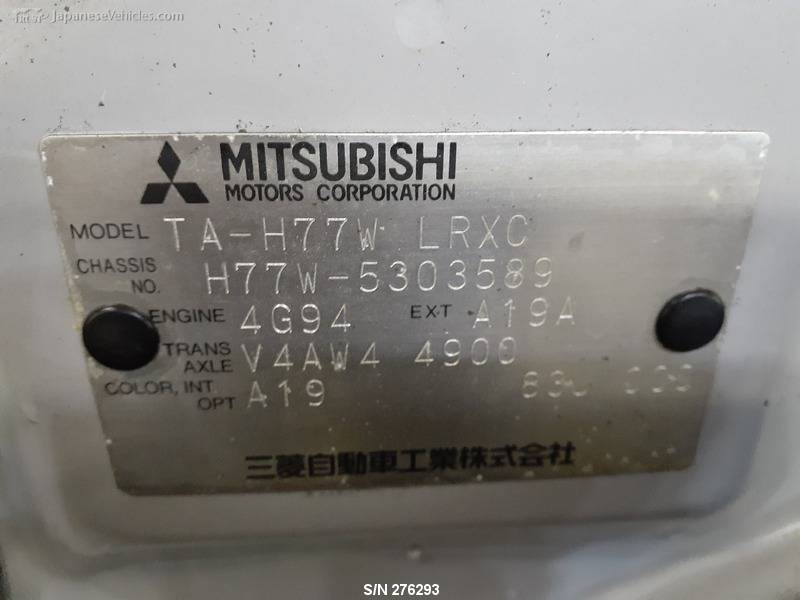 JapaneseVehicles.com
MITSUBISHI
MOTORS CORPORATION
MODEL TA-H77W LRXC
CHASSIS NO. H77W-5303589
ENGINE 4G94 EXT A19A
TRANS AXLE V4AW4 4900
COLOR, INT. OPT A19
三菱自動車工業株式会社
S/N 276293